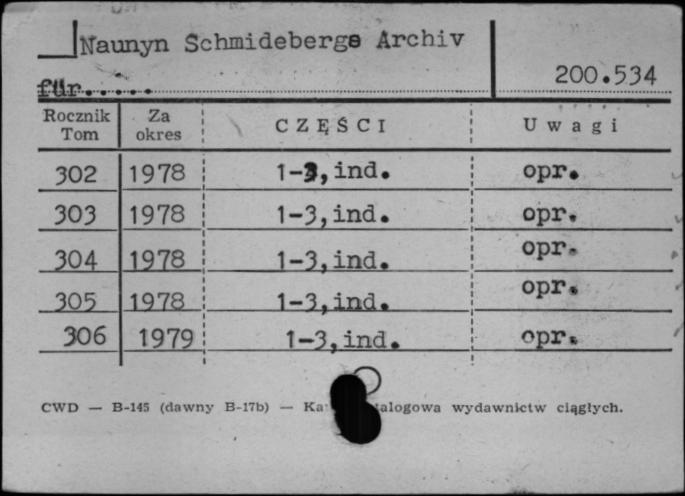 Naunyn Schmidebergs Archiv
für.....
200.534
Rocznik Tom Za okres CZĘŚCI Uwagi
302 1978 1-3, ind. opr.
303 1978 1-3, ind. opr.
304 1978 1-3, ind. opr.
305 1978 1-3, ind. opr.
306 1979 1-3, ind. opr.
CWD — B-145 (dawny B-17b) — wydawnictw ciągłych.